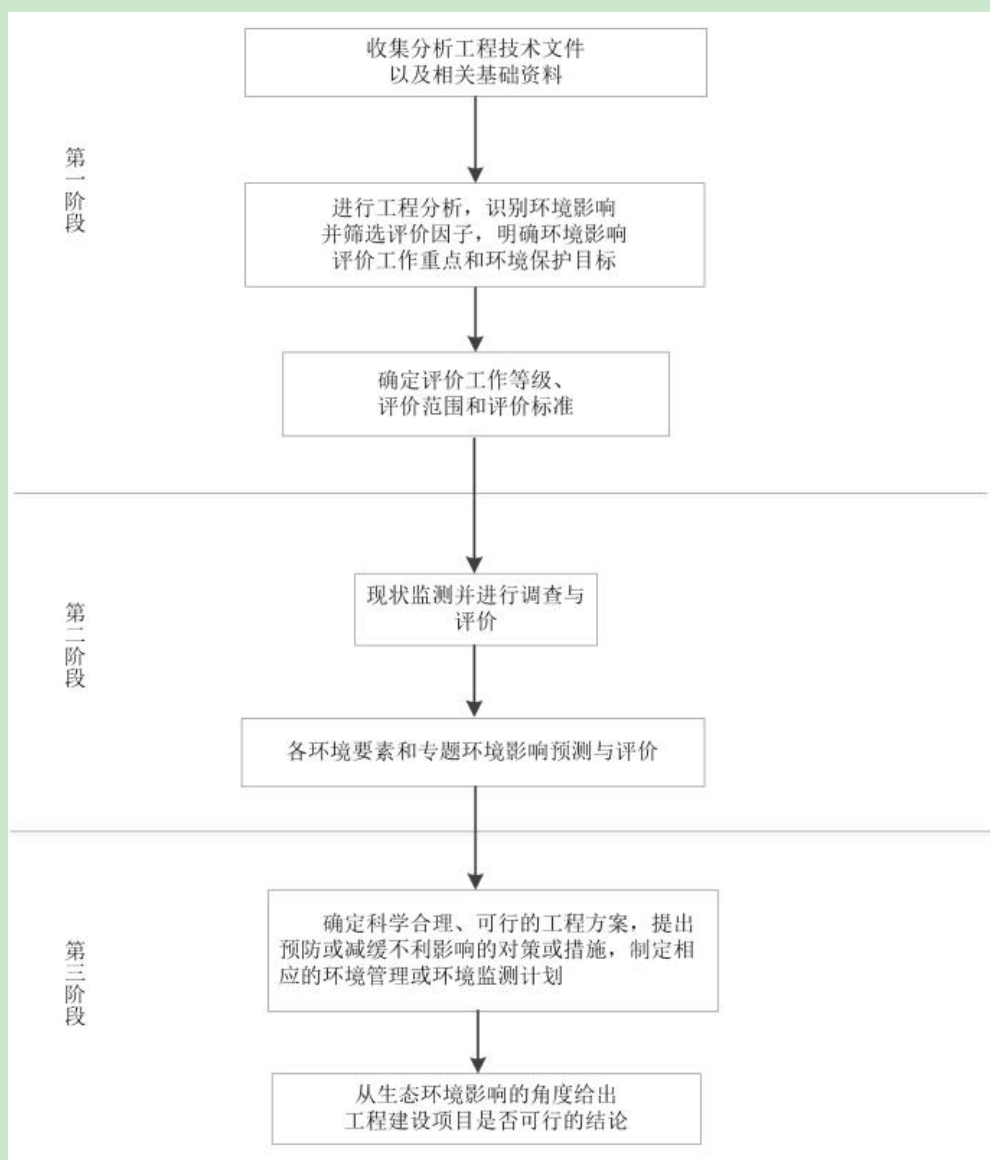 收集分析工程技术文件
以及相关基础资料
第一阶段
进行工程分析，识别环境影响
并筛选评价因子，明确环境影响
评价工作重点和环境保护目标
确定评价工作等级、
评价范围和评价标准
第二阶段
现状监测并进行调查与
评价
各环境要素和专题环境影响预测与评价
第三阶段
确定科学合理、可行的工程方案，提出
预防或减缓不利影响的对策或措施，制定相
应的环境管理或环境监测计划
从生态环境影响的角度给出
工程建设项目是否可行的结论